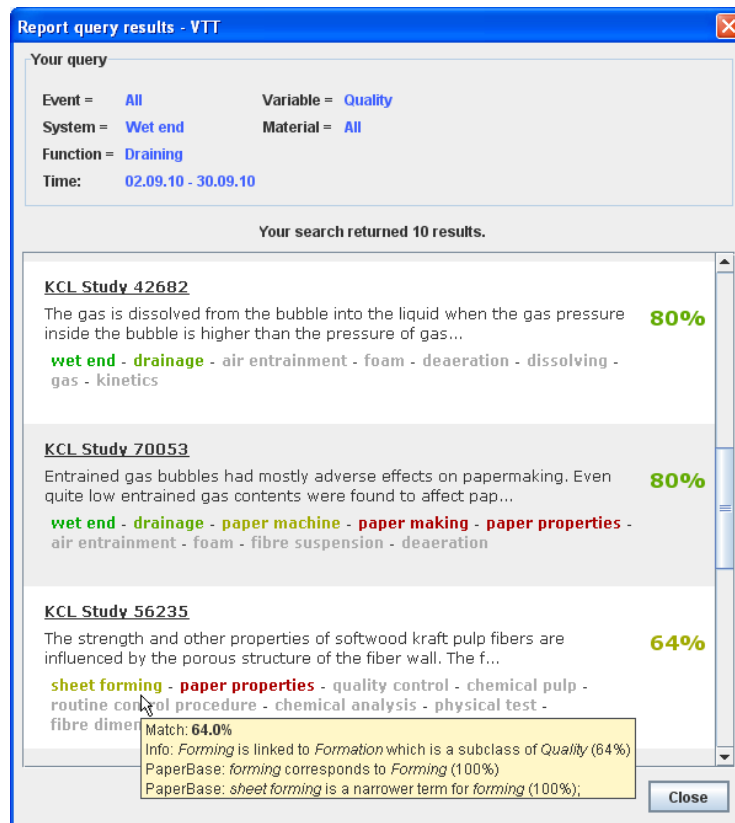 Report query results - VTT
Your query
Event = All Variable = Quality
System = Wet end Material = All
Function = Draining
Time: 02.09.10 - 30.09.10
Your search returned 10 results.
KCL Study 42682
The gas is dissolved from the bubble into the liquid when the gas pressure
inside the bubble is higher than the pressure of gas...
80%
wet end - drainage - air entrainment - foam - deaeration - dissolving -
gas - kinetics
KCL Study 70053
Entrained gas bubbles had mostly adverse effects on papermaking. Even
quite low entrained gas contents were found to affect pap...
80%
wet end - drainage - paper machine - paper making - paper properties -
air entrainment - foam - fibre suspension - deaeration
KCL Study 56235
The strength and other properties of softwood kraft pulp fibers are
influenced by the porous structure of the fiber wall. The f...
64%
sheet forming - paper properties - quality control - chemical pulp -
routine control procedure - chemical analysis - physical test -
fibre dimen
Match: 64.0%
Info: Forming is linked to Formation which is a subclass of Quality (64%)
PaperBase: forming corresponds to Forming (100%)
PaperBase: sheet forming is a narrower term for forming (100%);
Close